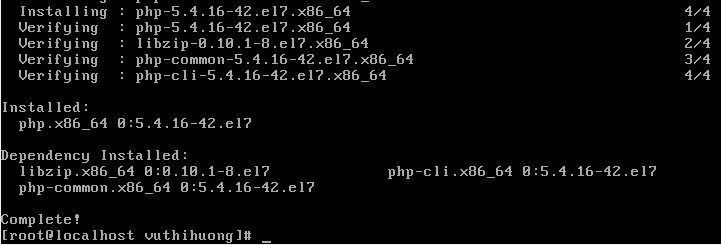 Installing : php-5.4.16-42.el7.x86_64 4/4
Verifying : php-5.4.16-42.el7.x86_64 1/4
Verifying : libzip-0.10.1-8.el7.x86_64 2/4
Verifying : php-common-5.4.16-42.el7.x86_64 3/4
Verifying : php-cli-5.4.16-42.el7.x86_64 4/4
Installed:
php.x86_64 0:5.4.16-42.el7
Dependency Installed:
libzip.x86_64 0:0.10.1-8.el7 php-cli.x86_64 0:5.4.16-42.el7
php-common.x86_64 0:5.4.16-42.el7
Complete!
[root@localhost vuthihuong]# _